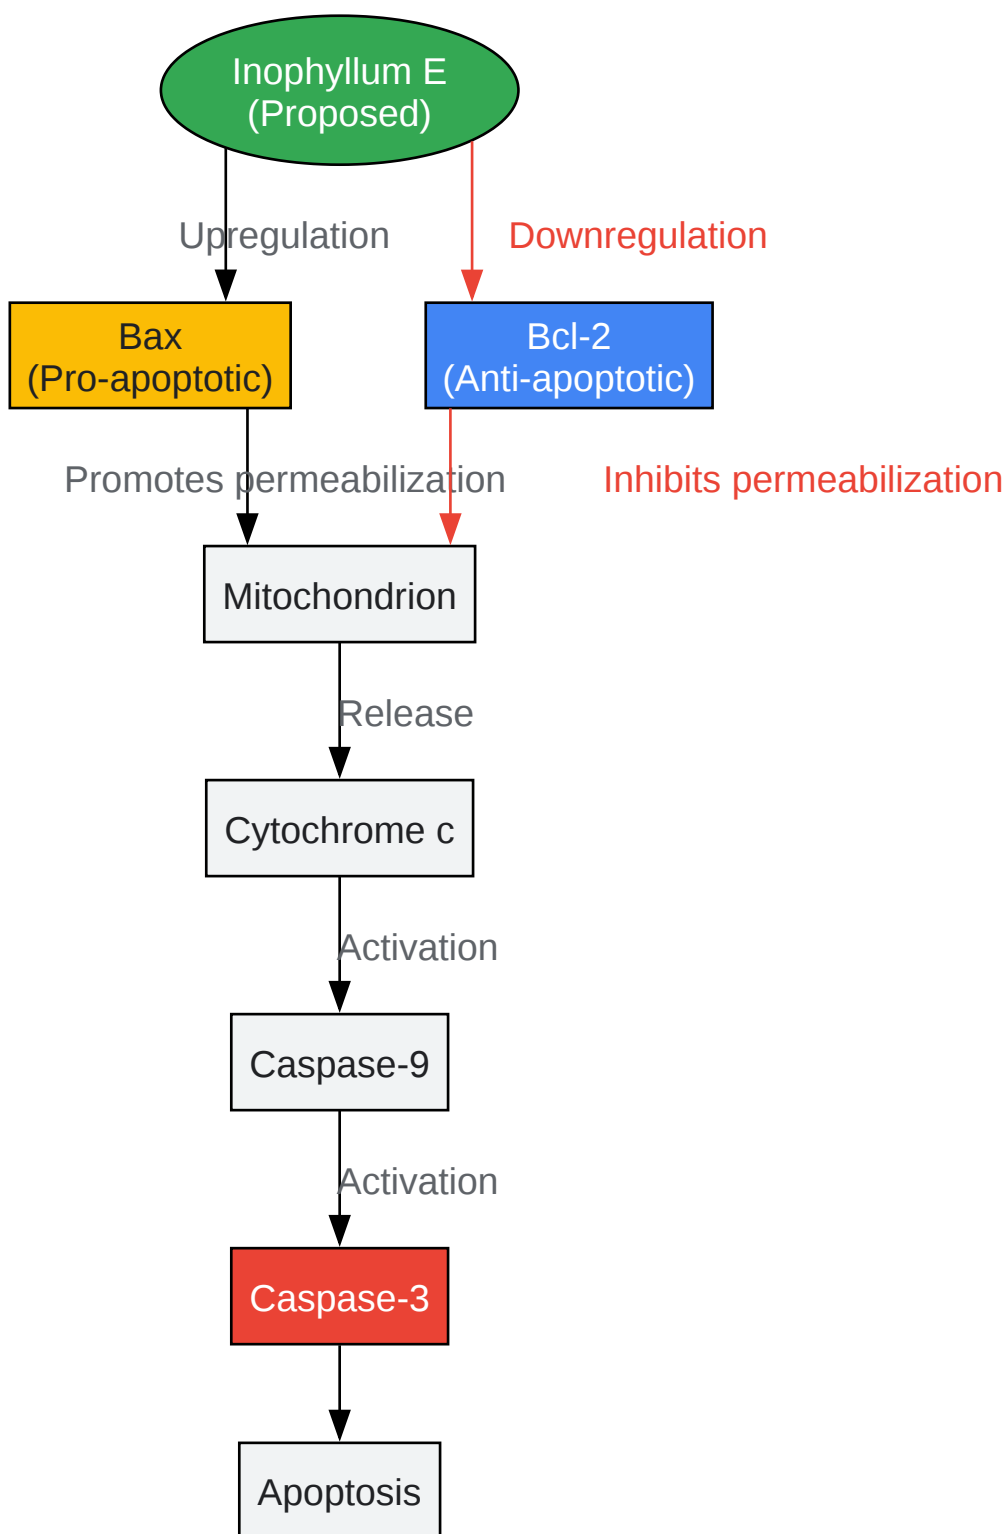 Inophyllum E
(Proposed)
Upregulation
Downregulation
Bax
(Pro-apoptotic)
Bcl-2
(Anti-apoptotic)
Promotes permeabilization
Inhibits permeabilization
Mitochondrion
Release
Cytochrome c
Activation
Caspase-9
Activation
Caspase-3
Apoptosis